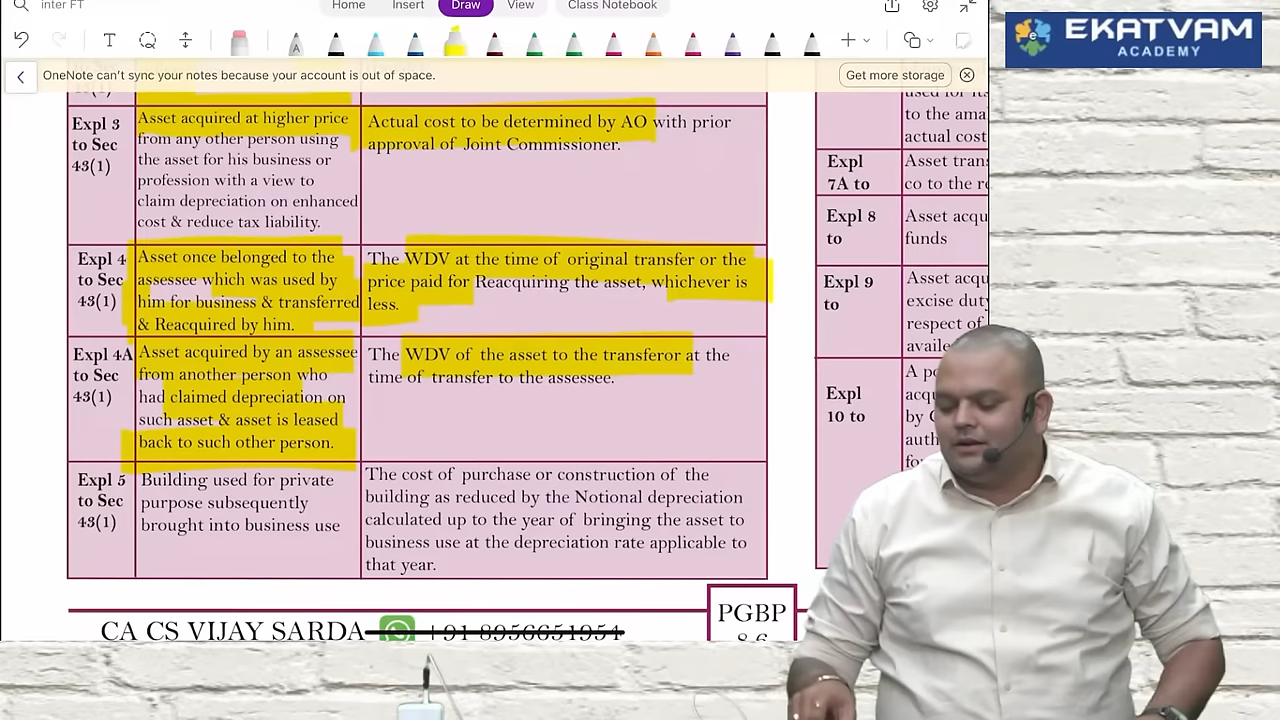 inter FT
Home Insert Draw View Class Notebook
OneNote can't sync your notes because your account is out of space.
Get more storage
EKATVAM
ACADEMY
Expl 3
to Sec
43(1)
Asset acquired at higher price
from any other person using
the asset for his business or
profession with a view to
claim depreciation on enhanced
cost & reduce tax liability.
Actual cost to be determined by AO with prior
approval of Joint Commissioner.
Expl 4
to Sec
43(1)
Asset once belonged to the
assessee which was used by
him for business & transferred
& Reacquired by him.
The WDV at the time of original transfer or the
price paid for Reacquiring the asset, whichever is
less.
Expl 4A
to Sec
43(1)
Asset acquired by an assessee
from another person who
had claimed depreciation on
such asset & asset is leased
back to such other person.
The WDV of the asset to the transferor at the
time of transfer to the assessee.
Expl 5
to Sec
43(1)
Building used for private
purpose subsequently
brought into business use
The cost of purchase or construction of the
building as reduced by the Notional depreciation
calculated up to the year of bringing the asset to
business use at the depreciation rate applicable to
that year.
to the ama
actual cost
Expl
7A to
Asset tran
co to the r
Expl 8
to
Asset acqu
funds
Expl 9
to
Asset acqu
excise duty
respect of
availe
Expl
10 to
A po
acqu
by C
auth
CA CS VIJAY SARDA +91 8956651954
PGBP